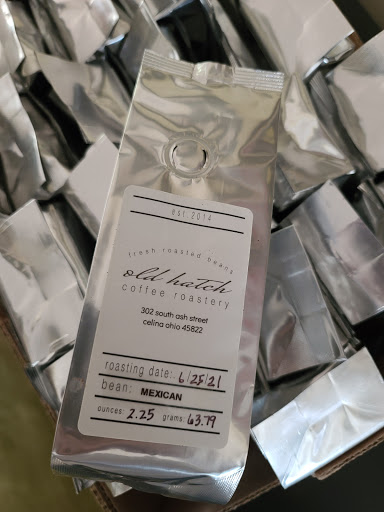 est. 2014
fresh roasted beans
old hatch
coffee roastery
302 south ash street
celina ohio 45822
roasting date: 6/25/21
bean: MEXICAN
ounces: 2.25 grams: 63.79